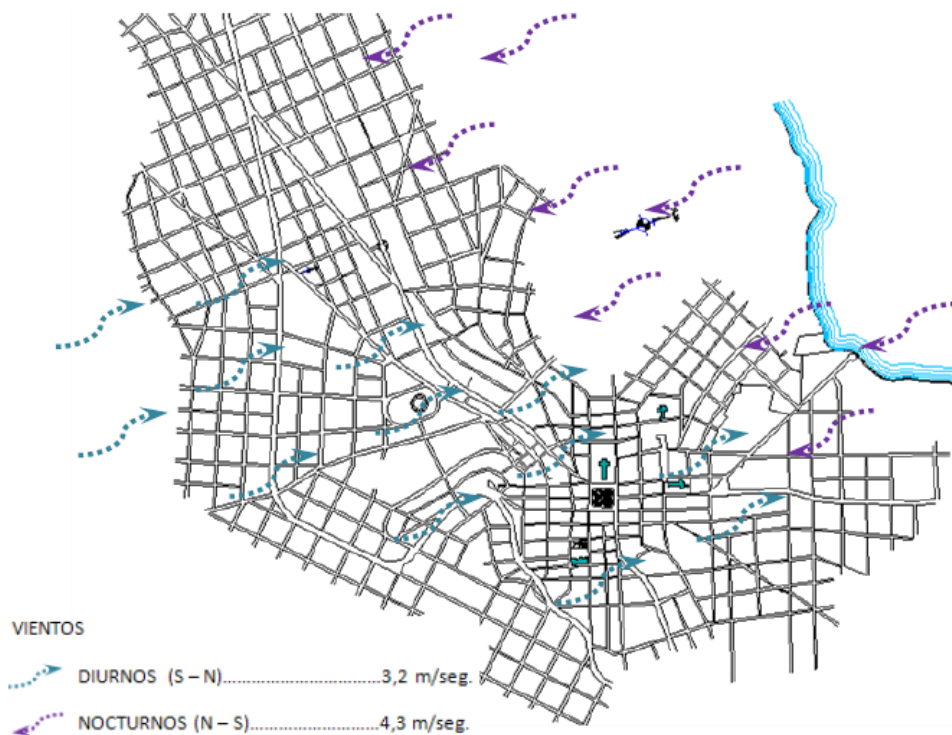 VIENTOS
DIURNOS (S – N)................................3,2 m/seg.
NOCTURNOS (N – S)..........................4,3 m/seg.